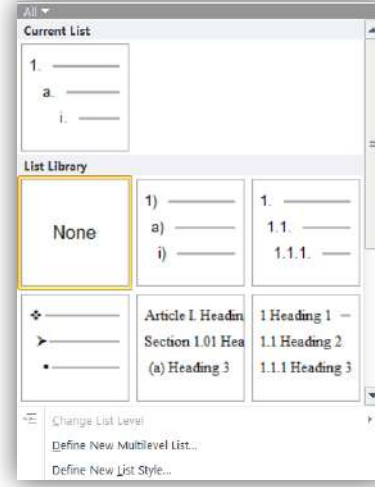 All
Current List
1.
a.
i.
List Library
None
1)
a)
i)
1.
1.1.
1.1.1.
Article I. Headin
Section 1.01 Hea
(a) Heading 3
1 Heading 1
1.1 Heading 2
1.1.1 Heading 3
Change List Level
Define New Multilevel List...
Define New List Style...